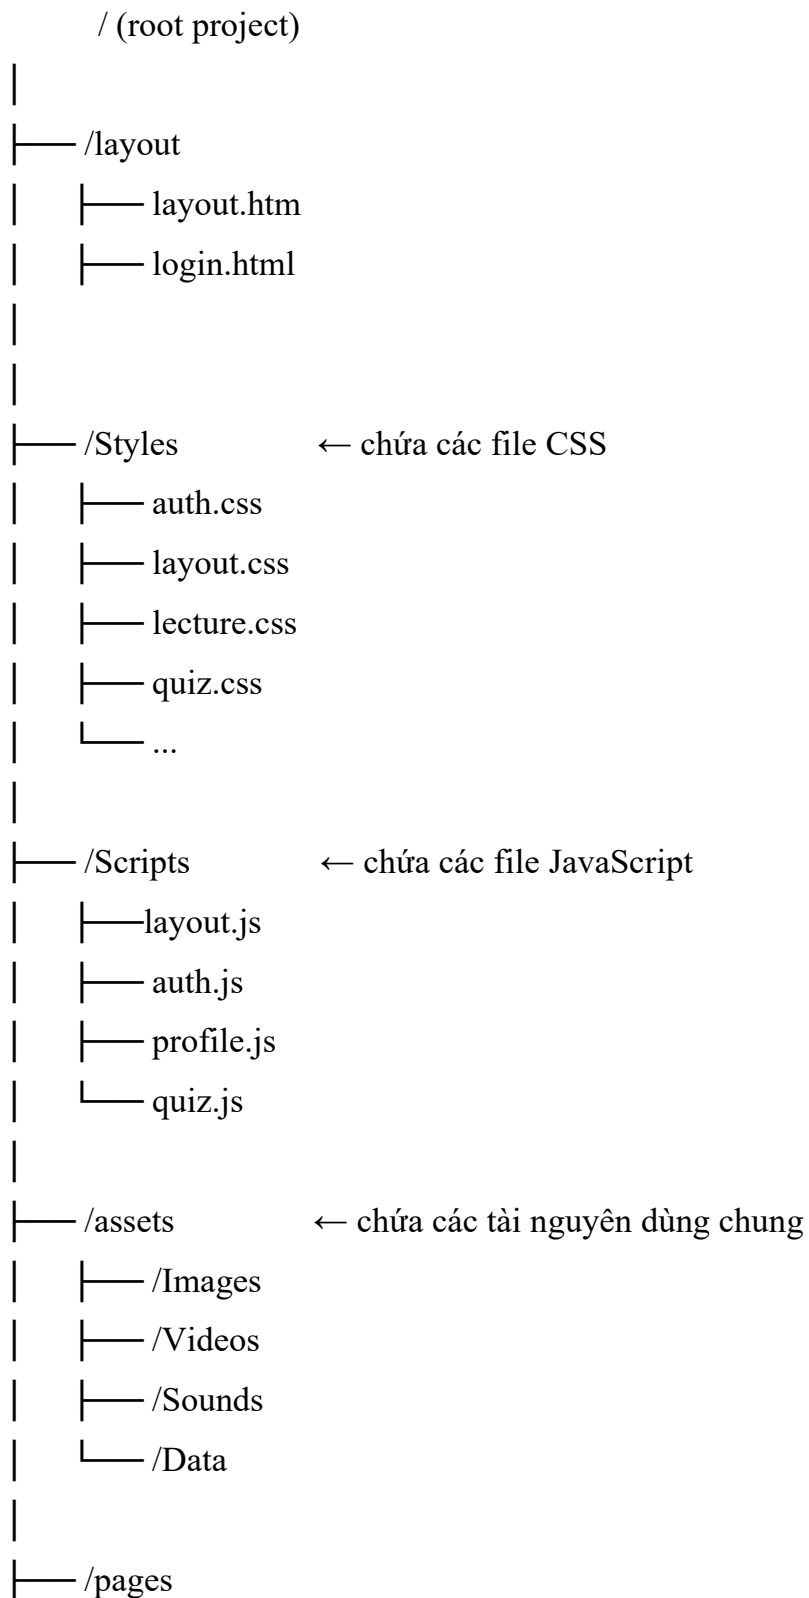 / (root project)
│
├── /layout
│ ├── layout.htm
│ ├── login.html
│
│
├── /Styles ← chứa các file CSS
│ ├── auth.css
│ ├── layout.css
│ ├── lecture.css
│ ├── quiz.css
│ └── ...
│
├── /Scripts ← chứa các file JavaScript
│ ├──layout.js
│ ├── auth.js
│ ├── profile.js
│ └── quiz.js
│
├── /assets ← chứa các tài nguyên dùng chung
│ ├── /Images
│ ├── /Videos
│ ├── /Sounds
│ └── /Data
│
├── /pages